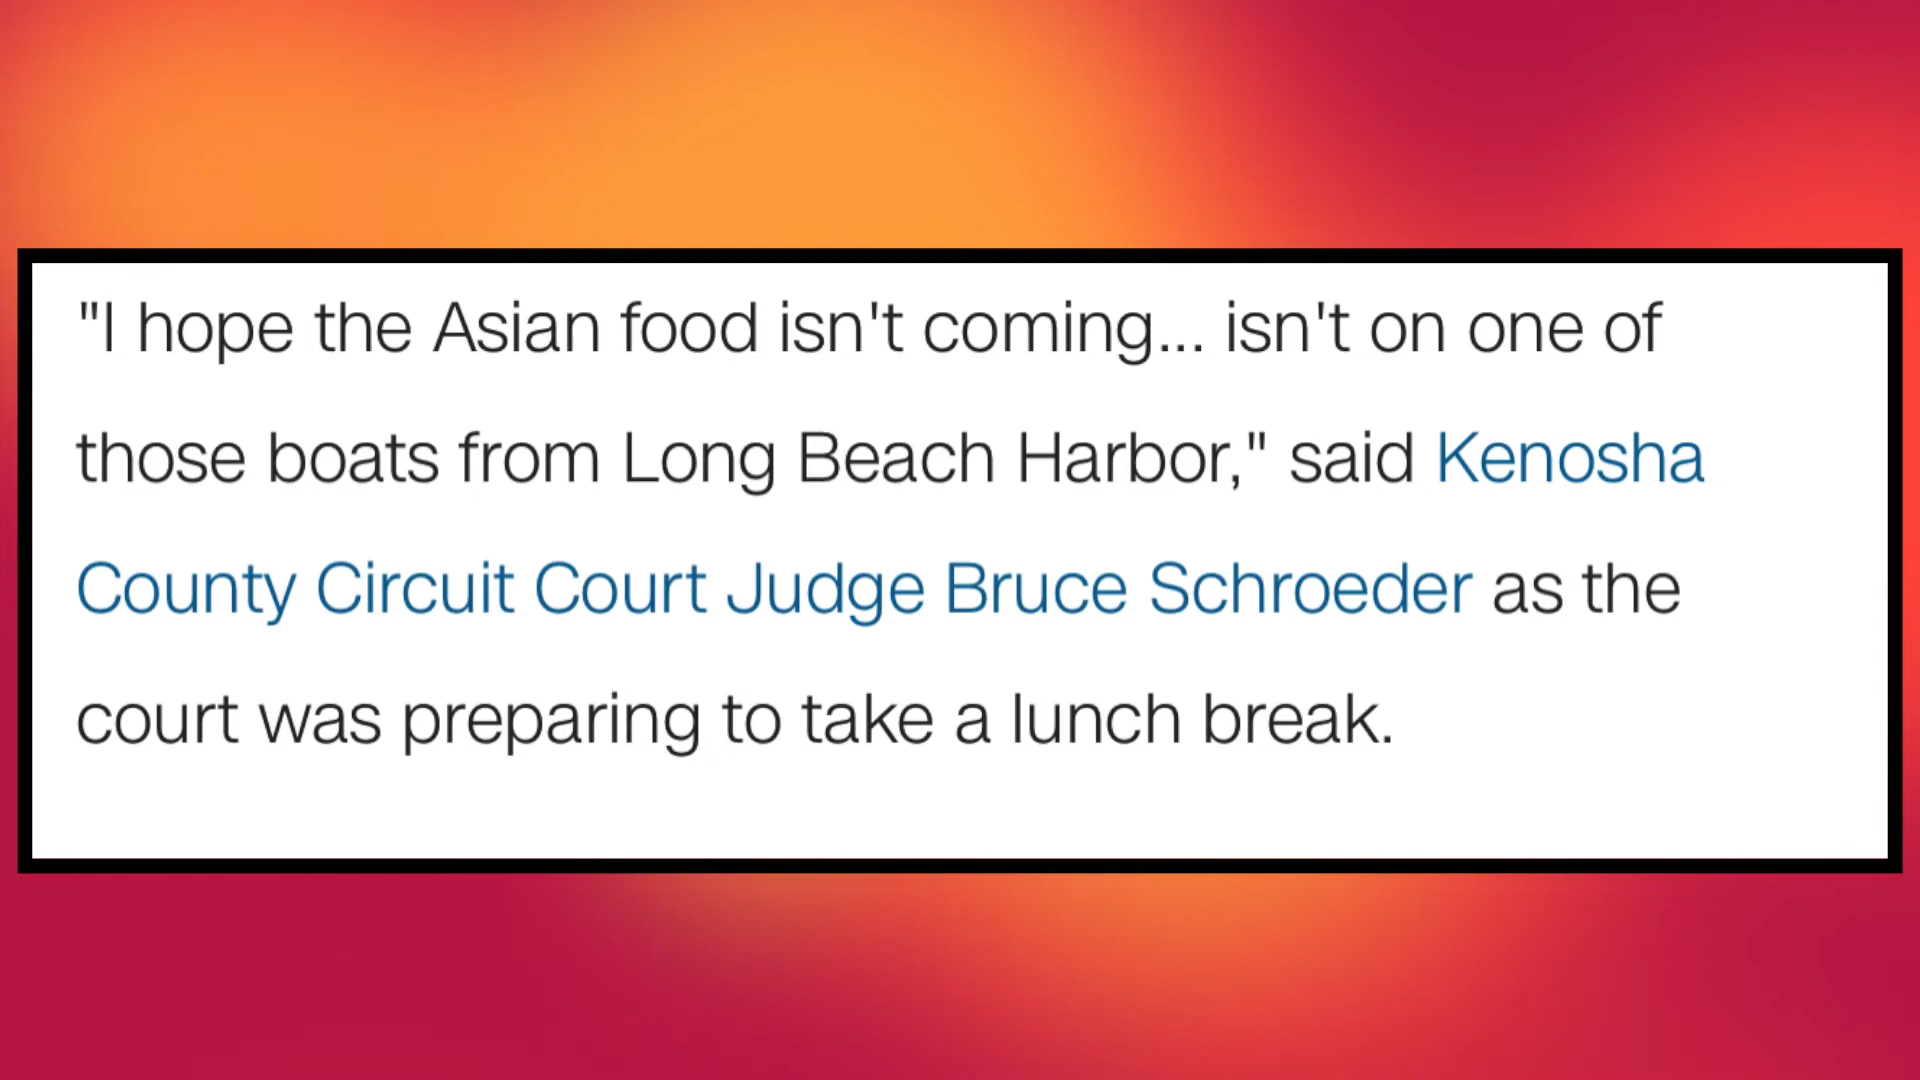 "I hope the Asian food isn't coming... isn't on one of
those boats from Long Beach Harbor," said Kenosha
County Circuit Court Judge Bruce Schroeder as the
court was preparing to take a lunch break.